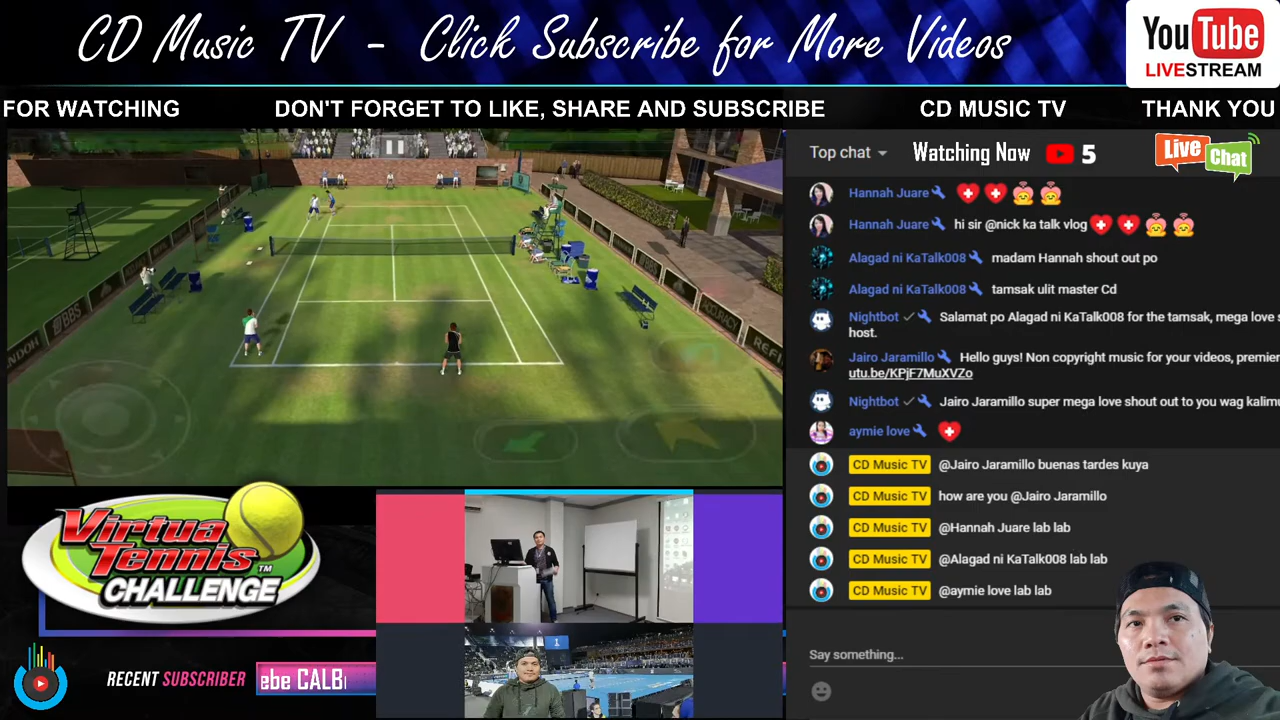 CD Music TV - Click Subscribe for More Videos
YouTube
LIVESTREAM
FOR WATCHING DON'T FORGET TO LIKE, SHARE AND SUBSCRIBE CD MUSIC TV THANK YOU
Top chat Watching Now 5 Live Chat
Hannah Juare
Hannah Juare hi sir @nick ka talk vlog
Alagad ni KaTalk008 madam Hannah shout out po
Alagad ni KaTalk008 tamsak ulit master Cd
Nightbot Salamat po Alagad ni KaTalk008 for the tamsak, mega love s
host.
Jairo Jaramillo Hello guys! Non copyright music for your videos, premier
utu.be/KPjF7MuXVZo
Nightbot Jairo Jaramillo super mega love shout out to you wag kalimu
aymie love
CD Music TV @Jairo Jaramillo buenas tardes kuya
CD Music TV how are you @Jairo Jaramillo
CD Music TV @Hannah Juare lab lab
CD Music TV @Alagad ni KaTalk008 lab lab
CD Music TV @aymie love lab lab
Say something...
BBS
ACCURACY
Virtua
Tennis™
CHALLENGE
RECENT SUBSCRIBER ebe CALB